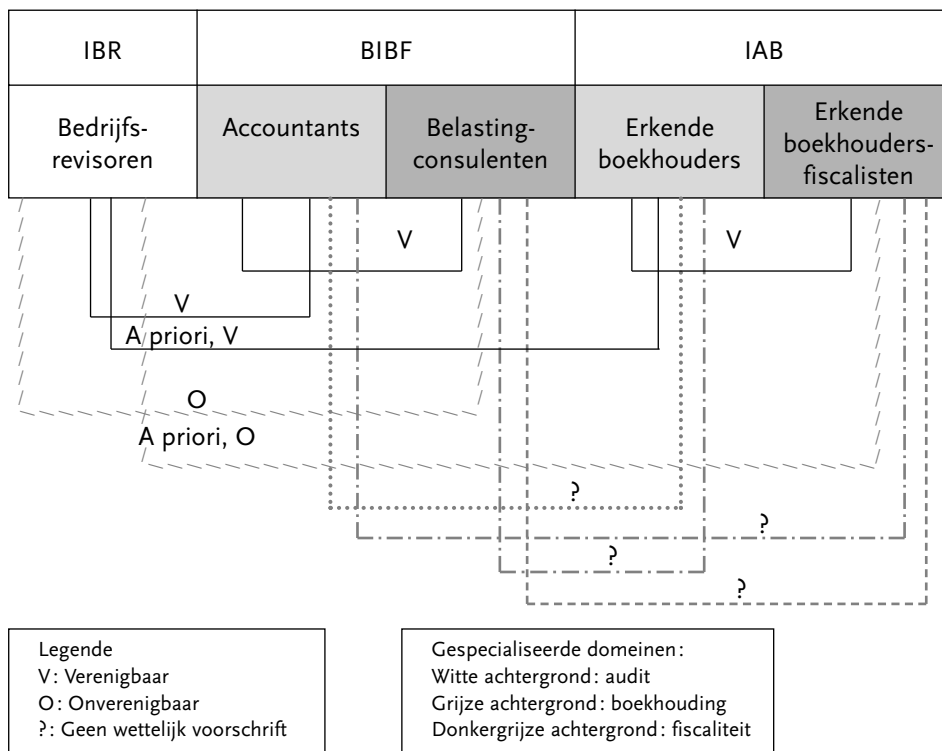 IBR
BIBF
IAB
Bedrijfs-
revisoren
Accountants
Belasting-
consulenten
Erkende
boekhouders
Erkende
boekhouders-
fiscalisten
V
V
V
A priori, V
O
A priori, O
?
?
?
?
Legende
V: Verenigbaar
O: Onverenigbaar
?: Geen wettelijk voorschrift
Gespecialiseerde domeinen:
Witte achtergrond: audit
Grijze achtergrond: boekhouding
Donkergrijze achtergrond: fiscaliteit